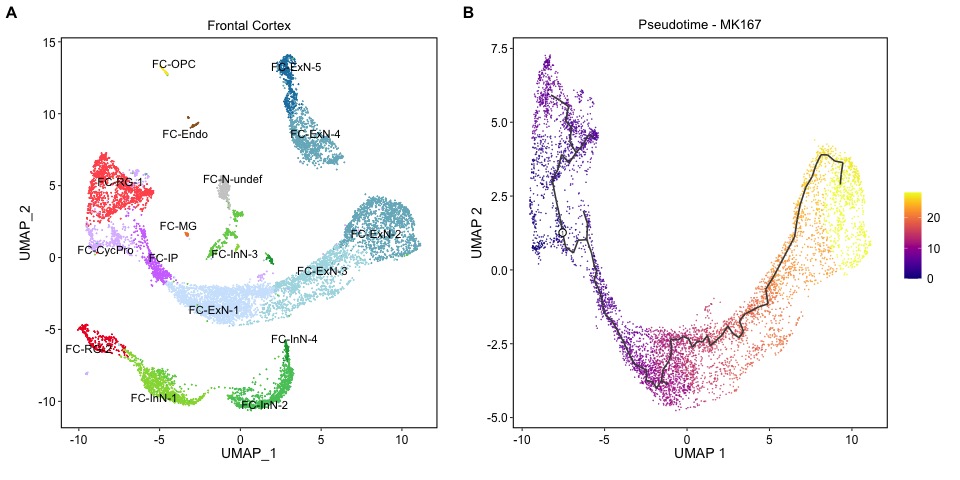 A
Frontal Cortex
UMAP_2
15
10
5
0
-5
-10
FC-OPC
FC-ExN-5
FC-Endo
FC-ExN-4
FC-RG-1
FC-N-undef
FC-MG
FC-ExN-2
FC-CycPro
FC-IP
FC-InN-3
FC-ExN-3
FC-ExN-1
FC-RG-2
FC-InN-4
FC-InN-1
FC-InN-2
-10
-5
0
5
10
UMAP_1
B
Pseudotime - MK167
UMAP 2
7.5
5.0
2.5
0.0
-2.5
-5.0
-10
-5
0
5
10
UMAP 1
20
10
0